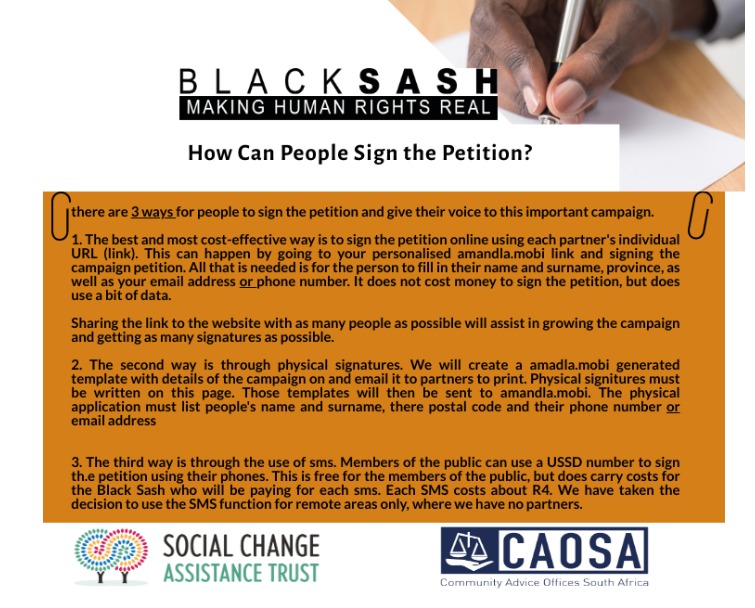 BLACKSASH
MAKING HUMAN RIGHTS REAL
How Can People Sign the Petition?
there are 3 ways for people to sign the petition and give their voice to this important campaign.
1. The best and most cost-effective way is to sign the petition online using each partner's individual
URL (link). This can happen by going to your personalised amandla.mobi link and signing the
campaign petition. All that is needed is for the person to fill in their name and surname, province, as
well as your email address or phone number. It does not cost money to sign the petition, but does
use a bit of data.
Sharing the link to the website with as many people as possible will assist in growing the campaign
and getting as many signatures as possible.
2. The second way is through physical signatures. We will create a amadla.mobi generated
template with details of the campaign on and email it to partners to print. Physical signitures must
be written on this page. Those templates will then be sent to amandla.mobi. The physical
application must list people's name and surname, there postal code and their phone number or
email address
3. The third way is through the use of sms. Members of the public can use a USSD number to sign
th.e petition using their phones. This is free for the members of the public, but does carry costs for
the Black Sash who will be paying for each sms. Each SMS costs about R4. We have taken the
decision to use the SMS function for remote areas only, where we have no partners.
SOCIAL CHANGE
ASSISTANCE TRUST
CAOSA
Community Advice Offices South Africa